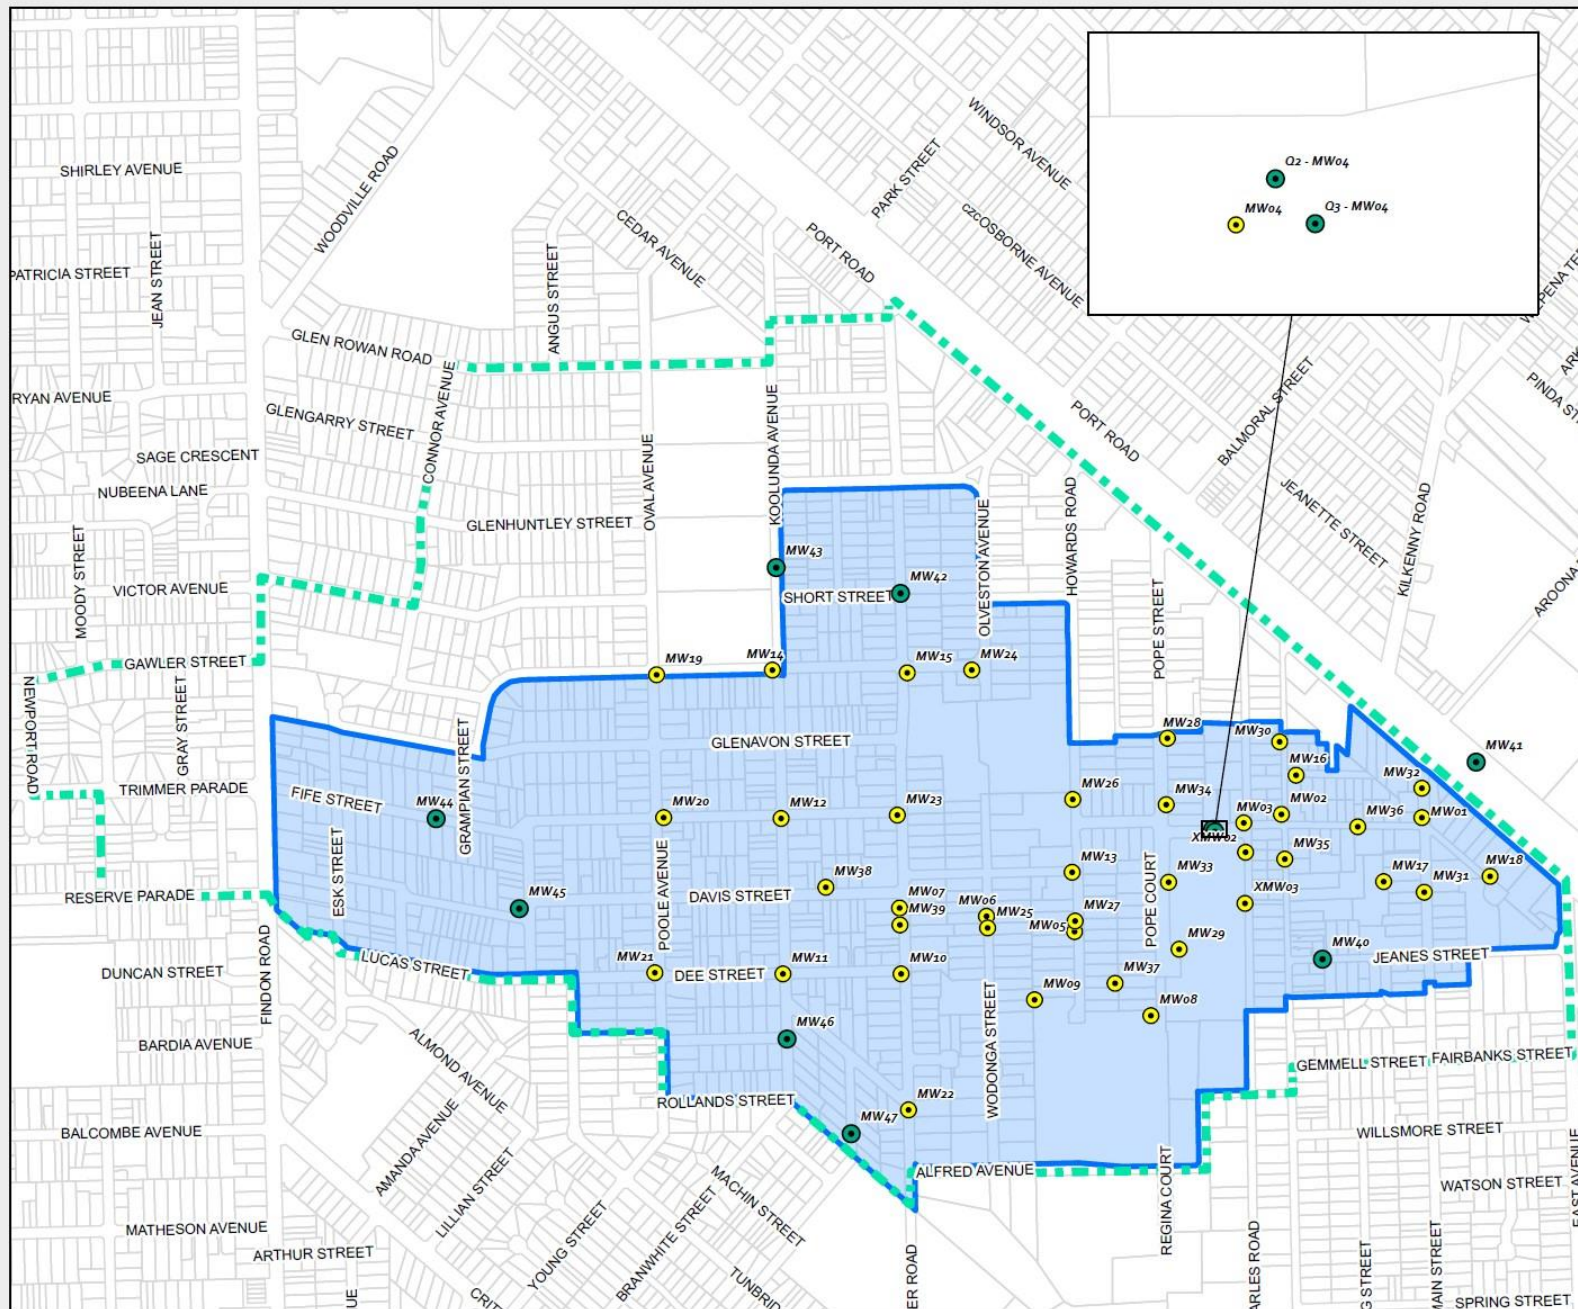 WINDSOR AVENUE
PARK STREET
SHIRLEY AVENUE
WOODVILLE ROAD
Q2 - MW04
Q3 - MW04
MW04
CEDAR AVENUE
czcOSBORNE AVENUE
PORT ROAD
PATRICIA STREET
JEAN STREET
ANGUS STREET
GLEN ROWAN ROAD
RYAN AVENUE
GLENGARRY STREET
CONNOR AVENUE
KOOLUNDA AVENUE
PORT ROAD
BALMORAL STREET
SAGE CRESCENT
NUBEENA LANE
OVAL AVENUE
GLENHUNTLEY STREET
OLVESTON AVENUE
HOWARDS ROAD
JEANETTE STREET
KILKENNY ROAD
MOODY STREET
VICTOR AVENUE
MW43
MW42
SHORT STREET
POPE STREET
AROONA
GAWLER STREET
MW19
MW14
MW15
MW24
NEWPORT ROAD
GRAY STREET
GRAMPIAN STREET
GLENAVON STREET
MW28
MW30
MW41
TRIMMER PARADE
FIFE STREET
MW44
MW16
MW32
MW20
MW12
MW23
MW26
MW34
MW03
MW02
MW36
MW01
XMW02
ESK STREET
POOLE AVENUE
MW38
MW13
POPE COURT
MW33
MW35
MW17
MW18
MW31
RESERVE PARADE
MW45
DAVIS STREET
MW07
MW39
MW06
MW25
MW05
MW27
XMW03
FINDON ROAD
DUNCAN STREET
LUCAS STREET
MW21
DEE STREET
MW11
MW10
MW29
MW40
JEANES STREET
MW37
MW09
MW08
WODONGA STREET
BARDIA AVENUE
ALMOND AVENUE
MW46
GEMMELL STREET
FAIRBANKS STREET
ROLLANDS STREET
MW22
MW47
BALCOMBE AVENUE
AMANDA AVENUE
WILLSMORE STREET
ALFRED AVENUE
REGINA COURT
LILLIAN STREET
MACHIN STREET
WATSON STREET
EAST AVENUE
MATHESON AVENUE
ARTHUR STREET
YOUNG STREET
BRANWHITE STREET
SPRING STREET